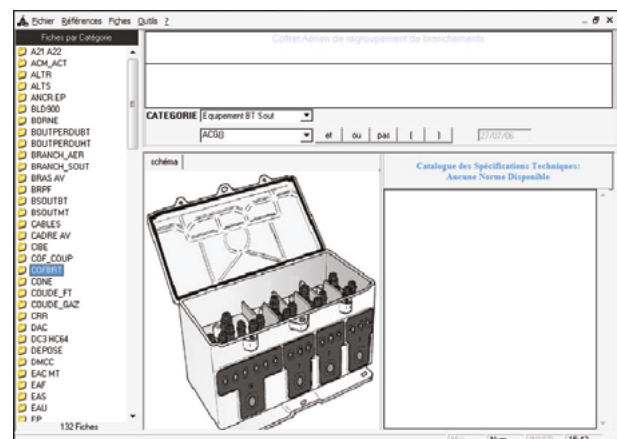 Fichier Références Fiches Outils ?
Fiches par Catégorie
Coffret Aérien de regroupement de branchements
A21 A22
ACM_ACT
ALTR
ALTS
ANCR.EP
BLD900
BORNE
BOUTPERDUBT
BOUTPERDUHT
BRANCH_AER
BRANCH_SOUT
BRAS AV
BRPF
BSOUTBT
BSOUTMT
CABLES
CADRE AV
CIBE
COF_COUP
COFBRT
CONE
COUDE_FT
COUDE_GAZ
CRR
DAC
DC3 HC64
DEPOSE
DMCC
EAC MT
EAF
EAS
EAU
EP
132 Fiches
CATEGORIE Equipement BT Sout
ACG() et ou pas ( ) 27/07/06
schéma
Catalogue des Spécifications Techniques:
Aucune Norme Disponible